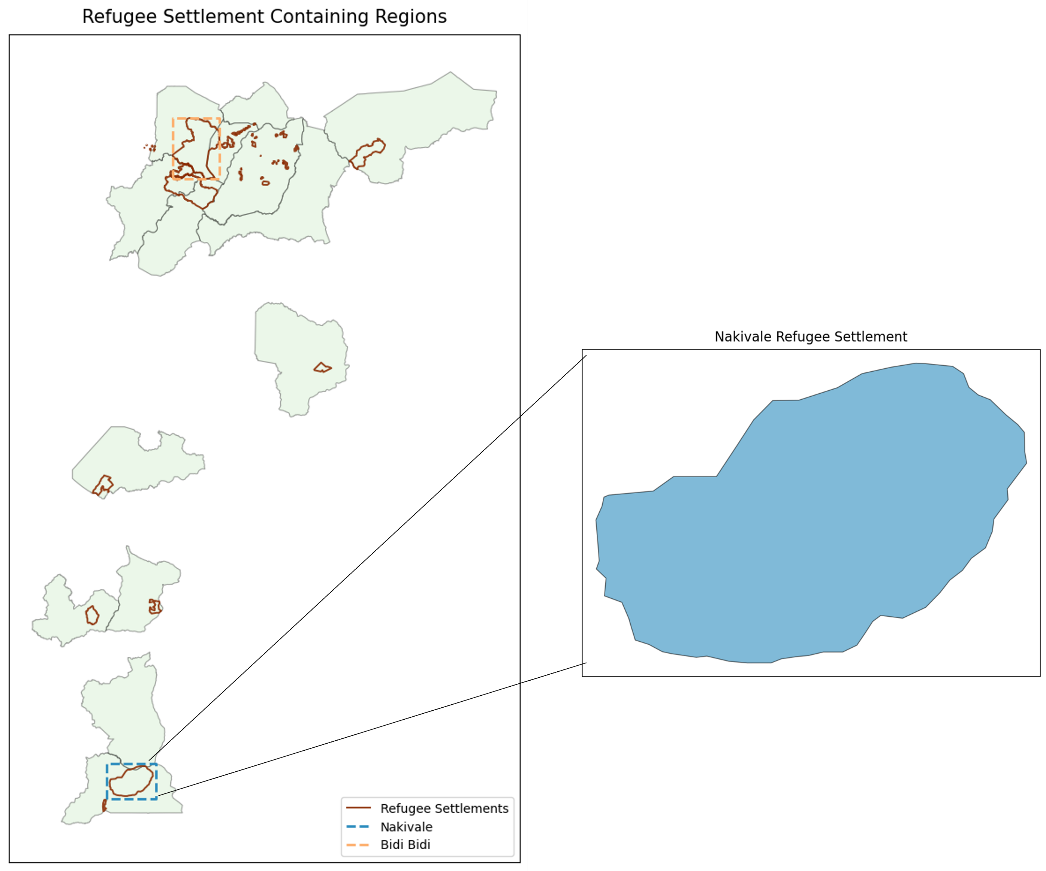 Refugee Settlement Containing Regions
Nakivale Refugee Settlement
Refugee Settlements
Nakivale
Bidi Bidi